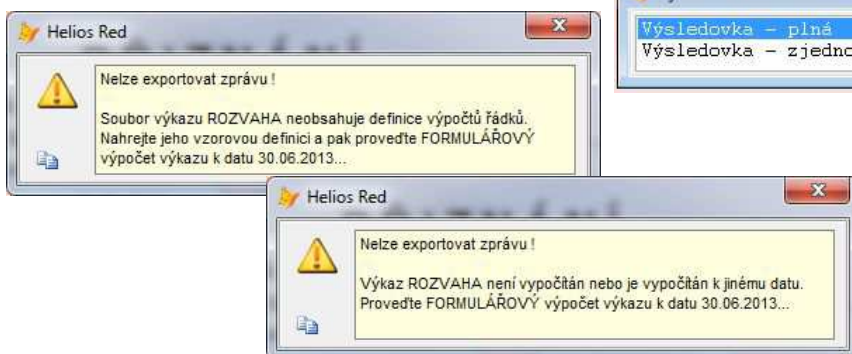 Helios Red
Nelze exportovat zprávu !
Soubor výkazu ROZVAHA neobsahuje definice výpočtů řádků.
Nahrejte jeho vzorovou definici a pak proveďte FORMULÁŘOVÝ
výpočet výkazu k datu 30.06.2013...
Výsledovka - plná
Výsledovka - zjedno
Helios Red
Nelze exportovat zprávu !
Výkaz ROZVAHA není vypočítán nebo je vypočítán k jinému datu.
Proveďte FORMULÁŘOVÝ výpočet výkazu k datu 30.06.2013...